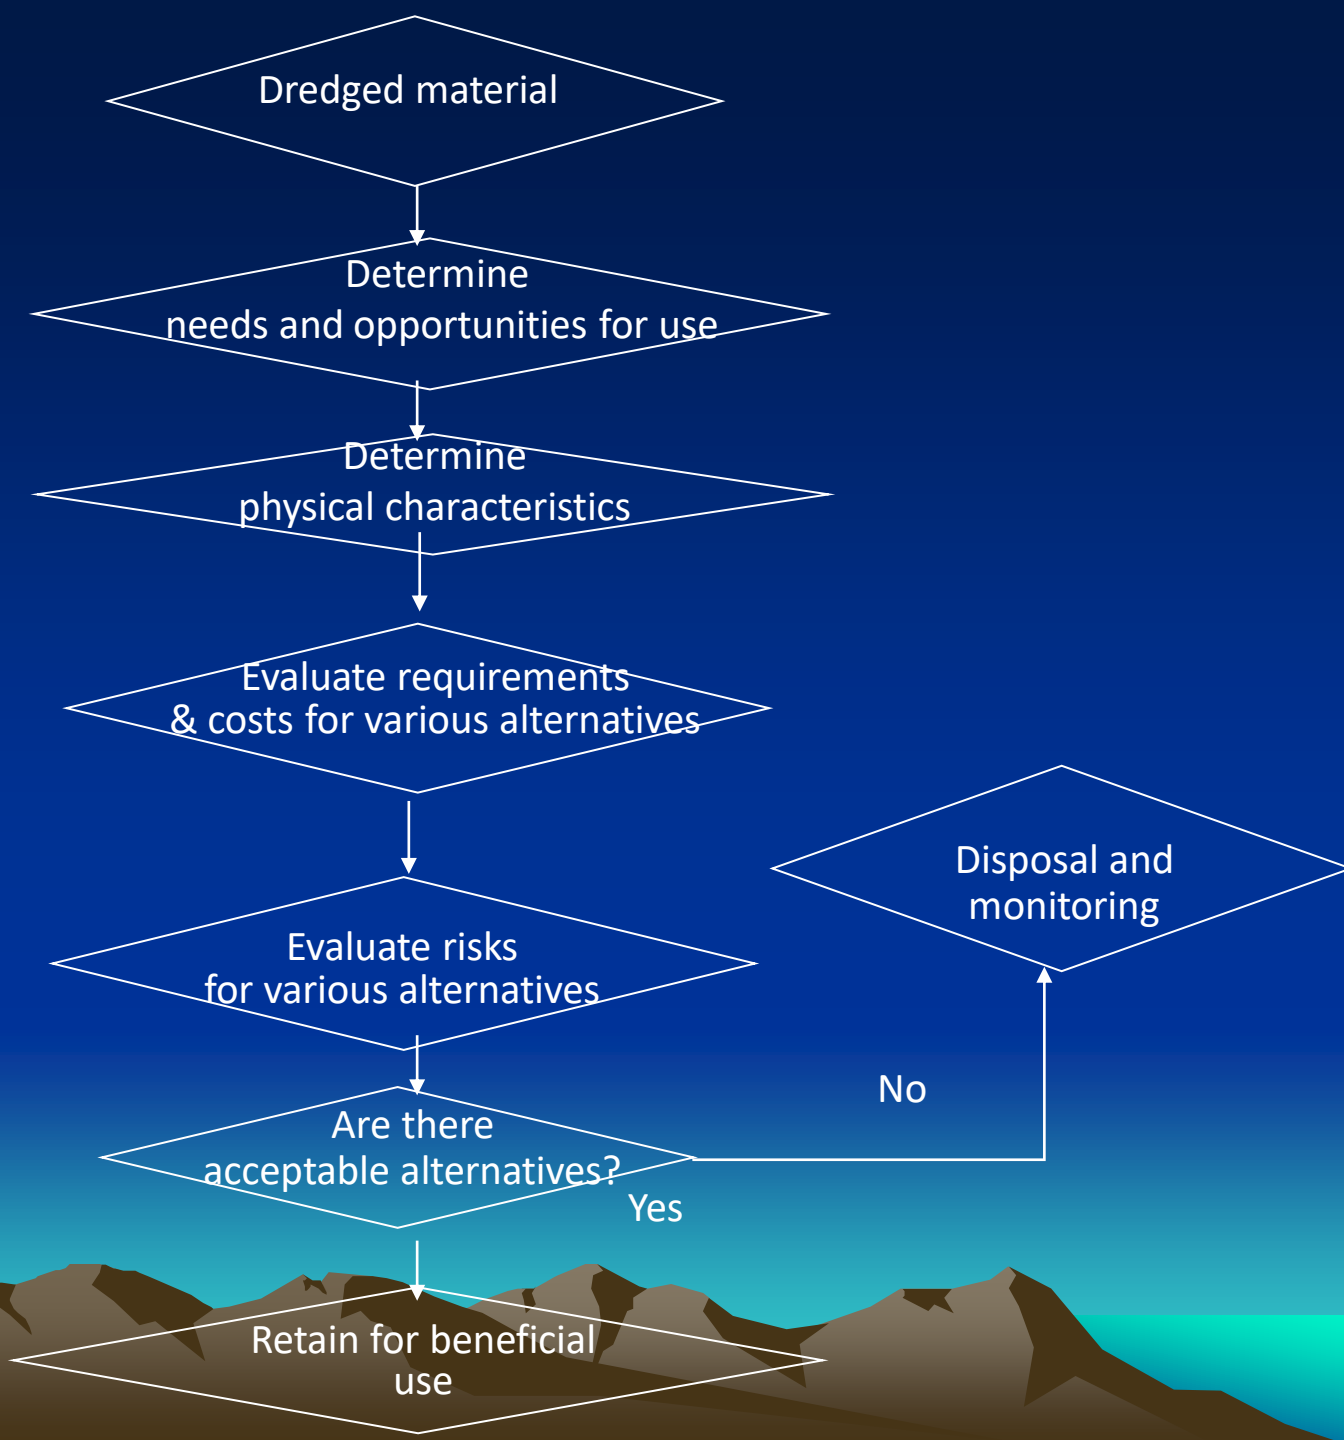 Dredged material
Determine
needs and opportunities for use
Determine
physical characteristics
Evaluate requirements
& costs for various alternatives
Disposal and
monitoring
Evaluate risks
for various alternatives
No
Are there
acceptable alternatives?
Yes
Retain for beneficial
use